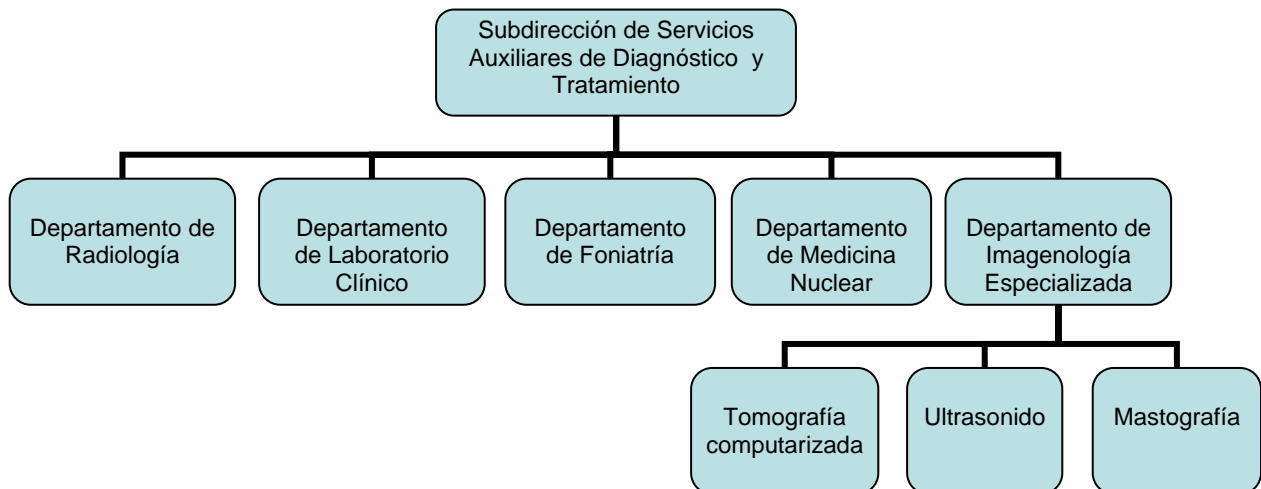 Subdirección de Servicios
Auxiliares de Diagnóstico y
Tratamiento
Departamento de
Radiología
Departamento
de Laboratorio
Clínico
Departamento
de Foniatría
Departamento
de Medicina
Nuclear
Departamento de
Imagenología
Especializada
Tomografía
computarizada
Ultrasonido
Mastografía